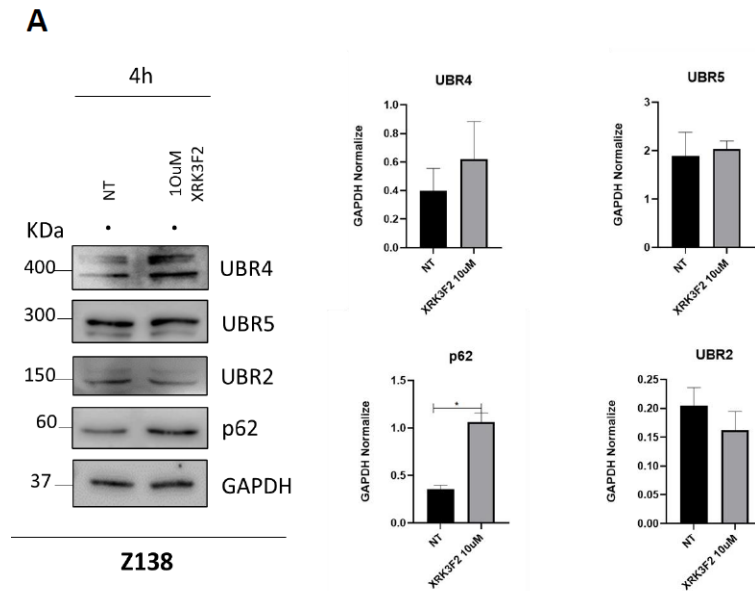 A
4h
NT
1OuM
XRK3F2
KDa
400
UBR4
300
UBR5
150
UBR2
60
p62
37
GAPDH
Z138
UBR4
GAPDH Normalize
1.0
0.8
0.6
0.4
0.2
0.0
NT
XRK3F2 10uM
UBR5
GAPDH Normalize
3
2
1
0
NT
XRK3F2 10uM
p62
GAPDH Normalize
1.5
1.0
0.5
0.0
*
NT
XRK3F2 10uM
UBR2
GAPDH Normalize
0.25
0.20
0.15
0.10
0.05
0.00
NT
XRK3F2 10uM